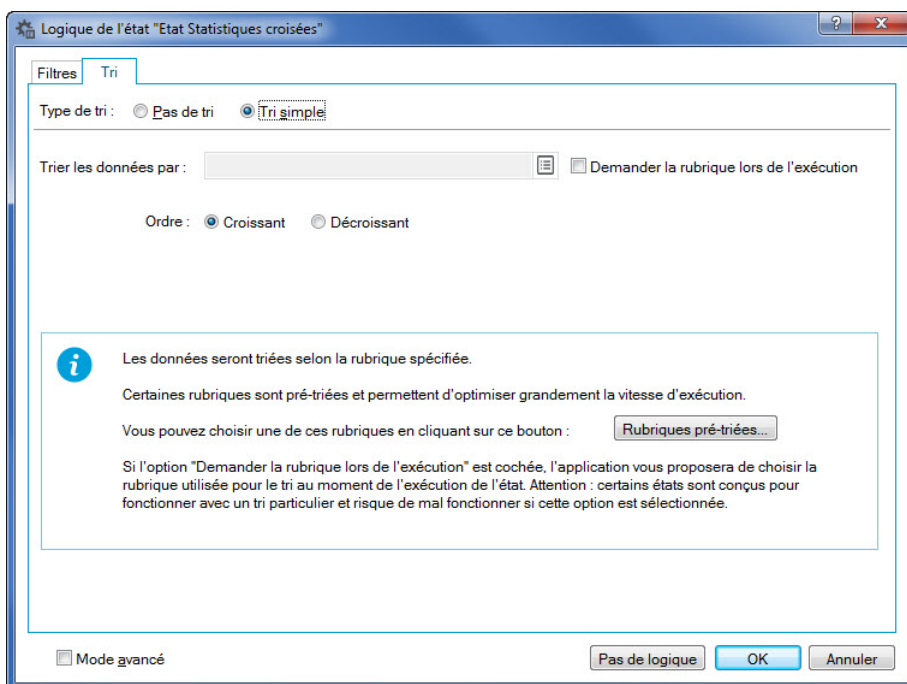 Logique de l'état "Etat Statistiques croisées"
Filtres Tri
Type de tri : Pas de tri Tri simple
Trier les données par : Demander la rubrique lors de l'exécution
Ordre : Croissant Décroissant
Les données seront triées selon la rubrique spécifiée.
Certaines rubriques sont pré-triées et permettent d'optimiser grandement la vitesse d'exécution.
Vous pouvez choisir une de ces rubriques en cliquant sur ce bouton : Rubriques pré-triées...
Si l'option "Demander la rubrique lors de l'exécution" est cochée, l'application vous proposera de choisir la
rubrique utilisée pour le tri au moment de l'exécution de l'état. Attention : certains états sont conçus pour
fonctionner avec un tri particulier et risque de mal fonctionner si cette option est sélectionnée.
Mode avancé Pas de logique OK Annuler